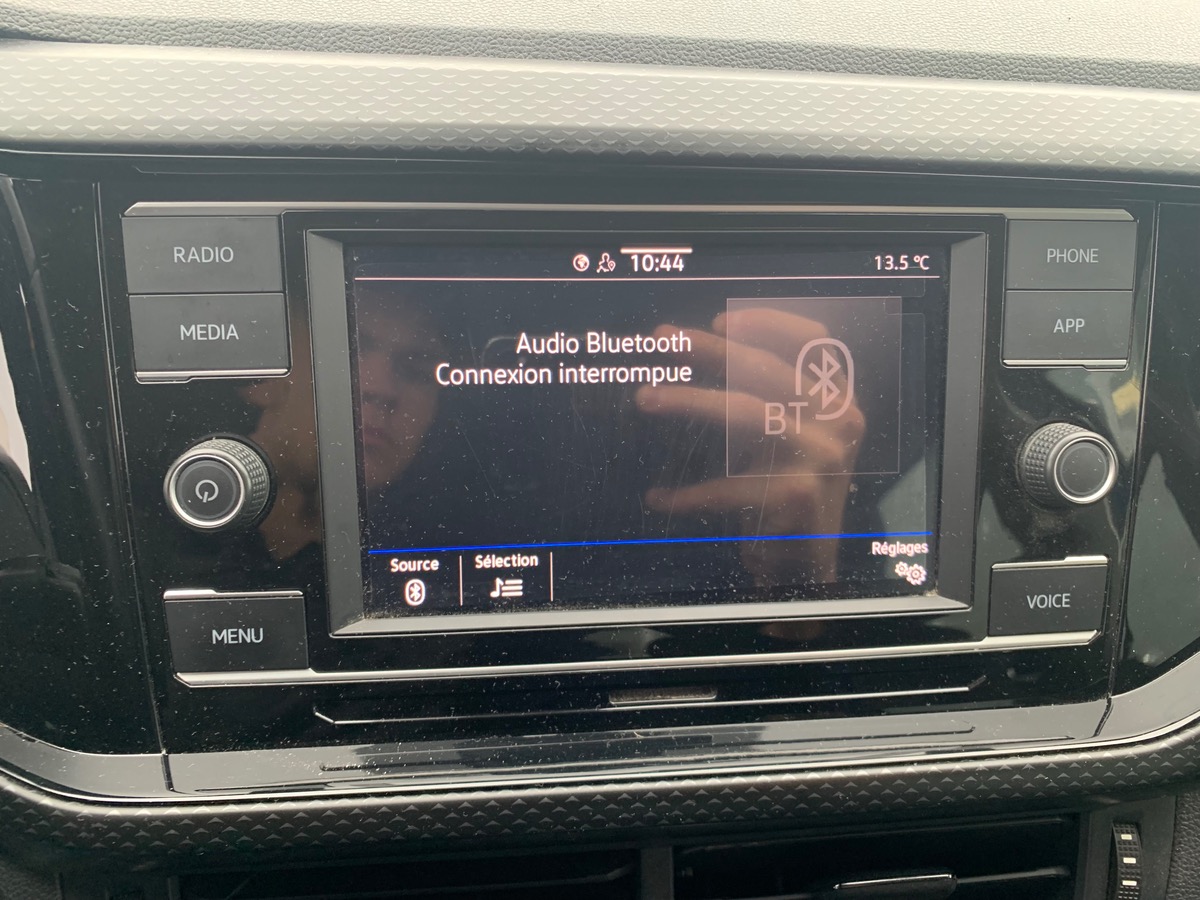 RADIO
MEDIA
10:44
13.5 °C
PHONE
APP
Audio Bluetooth
Connexion interrompue
BT
Source
Sélection
Réglages
MENU
VOICE